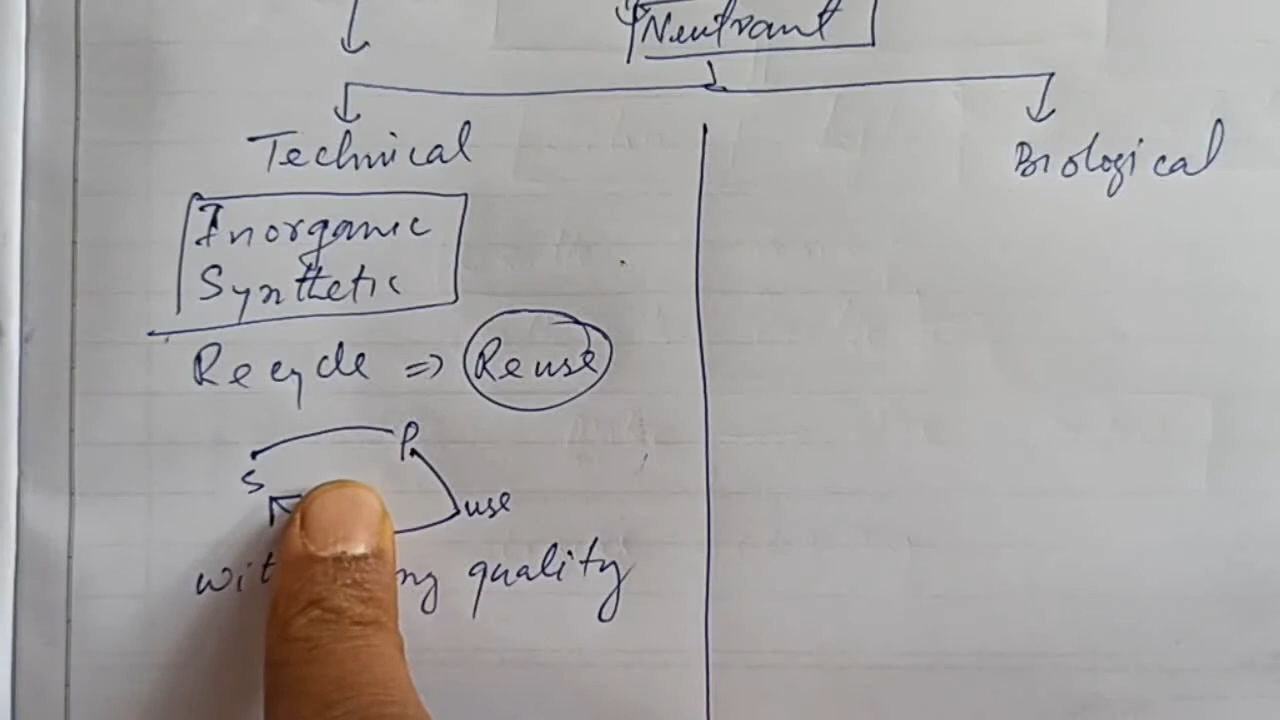 Neutrant
Technical
Biological
Inorganic
Synthetic
Recycle => Reuse
P
S
use
quality